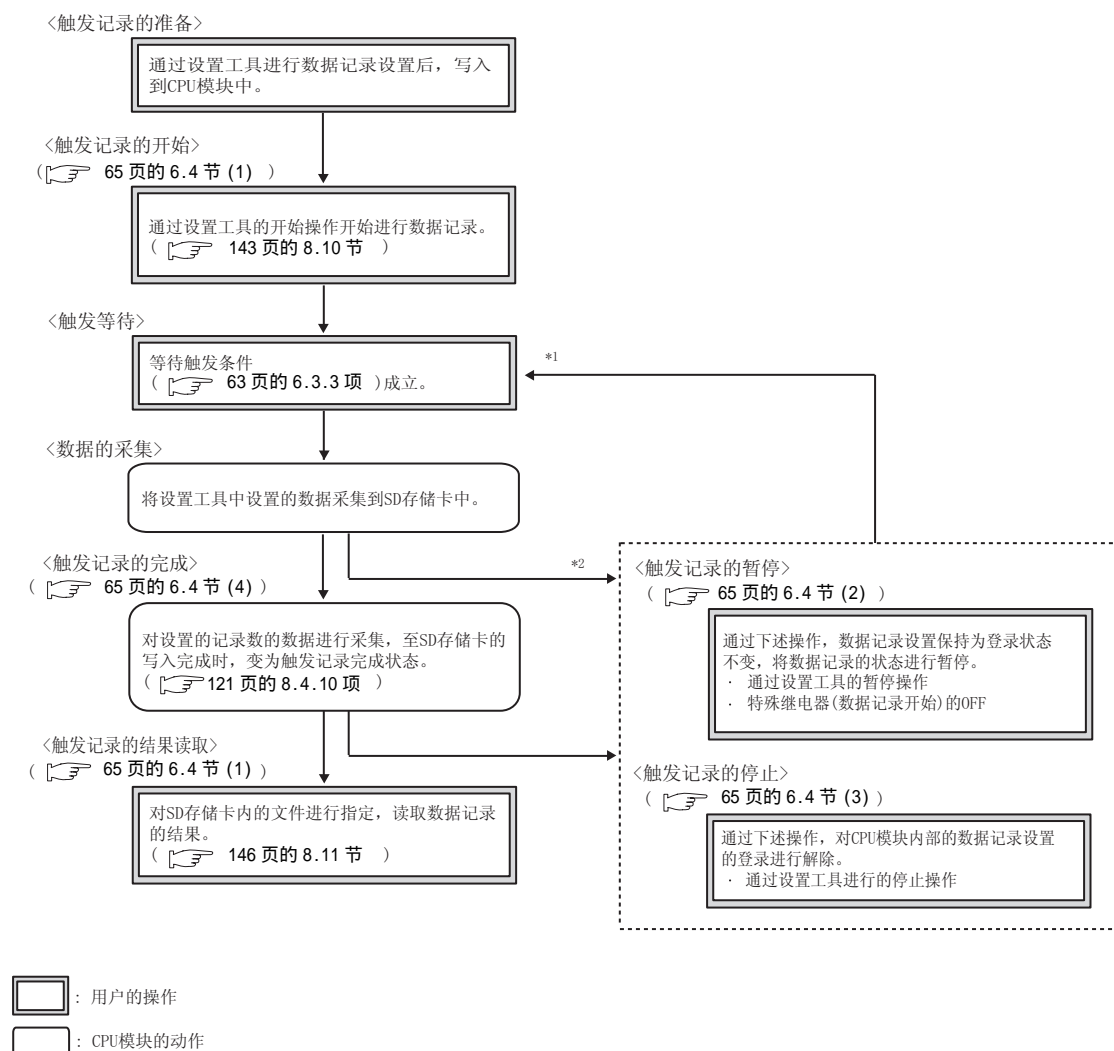 <触发记录的准备>
通过设置工具进行数据记录设置后，写入
到CPU模块中。
<触发记录的开始>
( 65 页的 6.4 节 (1) )
通过设置工具的开始操作开始进行数据记录。
( 143 页的 8.10 节 )
<触发等待>
等待触发条件
( 63 页的 6.3.3 项 )成立。
*1
<数据的采集>
将设置工具中设置的数据采集到SD存储卡中。
*2
<触发记录的完成>
( 65 页的 6.4 节 (4) )
对设置的记录数的数据进行采集，至SD存储卡的
写入完成时，变为触发记录完成状态。
( 121 页的 8.4.10 项 )
<触发记录的结果读取>
( 65 页的 6.4 节 (1) )
对SD存储卡内的文件进行指定，读取数据记录
的结果。
( 146 页的 8.11 节 )
<触发记录的暂停>
( 65 页的 6.4 节 (2) )
通过下述操作，数据记录设置保持为登录状态
不变，将数据记录的状态进行暂停。
· 通过设置工具的暂停操作
· 特殊继电器(数据记录开始)的OFF
<触发记录的停止>
( 65 页的 6.4 节 (3) )
通过下述操作，对CPU模块内部的数据记录设置
的登录进行解除。
· 通过设置工具进行的停止操作
: 用户的操作
: CPU模块的动作